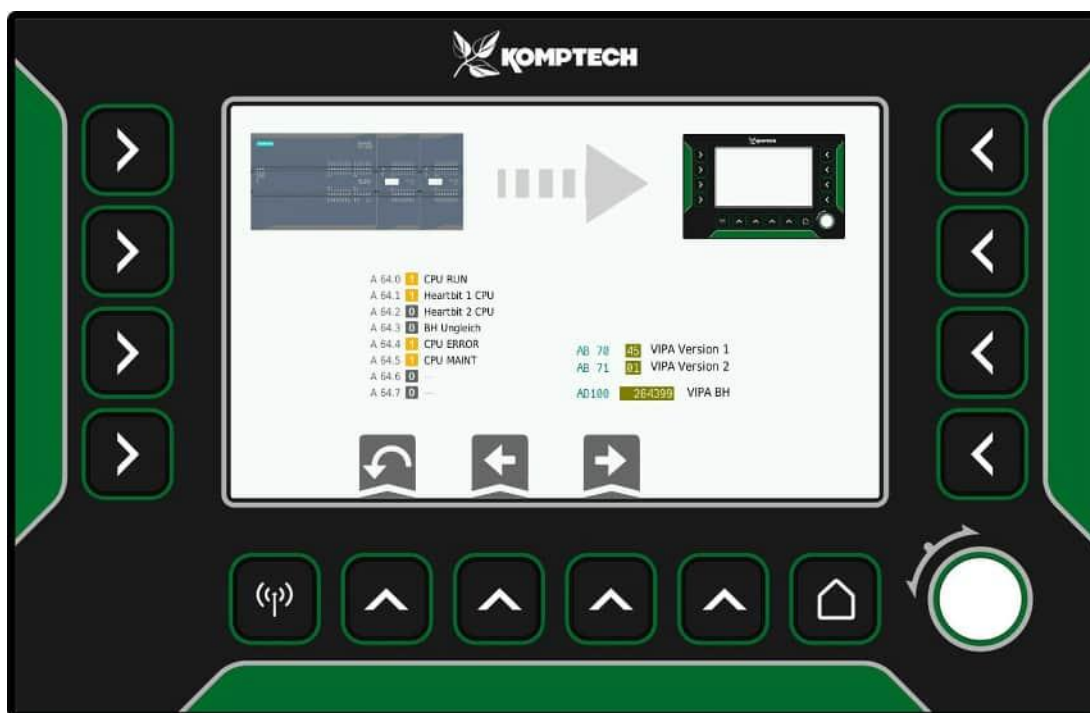 KOMPTECH
SIEMENS
Komptech
A 64.0 1 CPU RUN
A 64.1 1 Heartbit 1 CPU
A 64.2 0 Heartbit 2 CPU
A 64.3 0 BH Ungleich
A 64.4 1 CPU ERROR
A 64.5 1 CPU MAINT
A 64.6 0 ---
A 64.7 0 ---
AB 70 45 VIPA Version 1
AB 71 01 VIPA Version 2
AD100 264399 VIPA BH